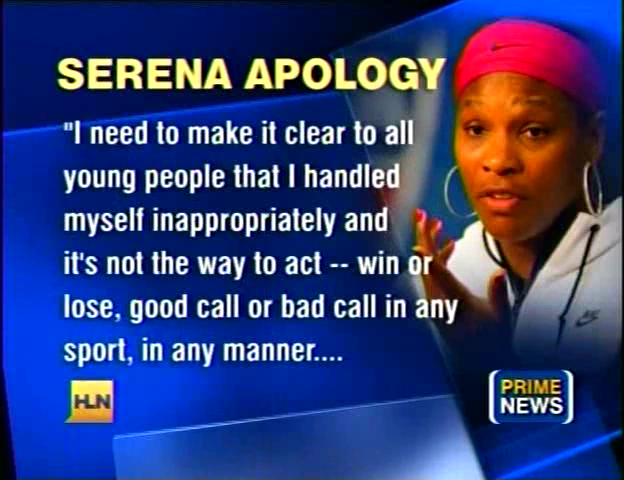 SERENA APOLOGY
"I need to make it clear to all
young people that I handled
myself inappropriately and
it's not the way to act -- win or
lose, good call or bad call in any
sport, in any manner....
HLN
PRIME
NEWS